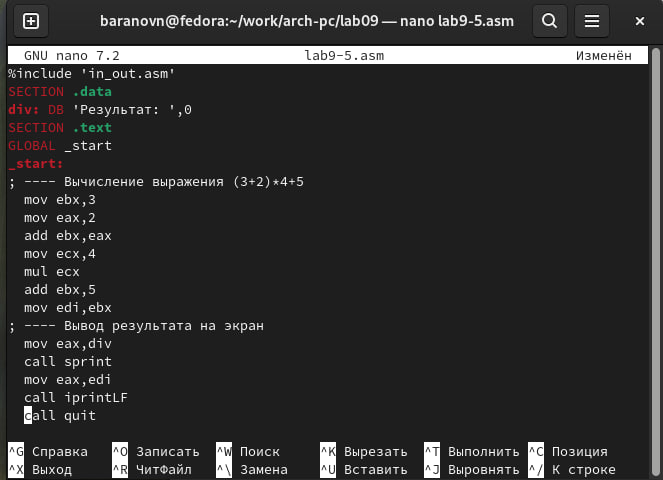 baranovn@fedora:~/work/arch-pc/lab09 — nano lab9-5.asm
GNU nano 7.2 lab9-5.asm Изменён
%include 'in_out.asm'
SECTION .data
div: DB 'Результат: ',0
SECTION .text
GLOBAL _start
_start:
; ---- Вычисление выражения (3+2)*4+5
mov ebx,3
mov eax,2
add ebx,eax
mov ecx,4
mul ecx
add ebx,5
mov edi,ebx
; ---- Вывод результата на экран
mov eax,div
call sprint
mov eax,edi
call iprintLF
call quit
^G Справка ^O Записать ^W Поиск ^K Вырезать ^T Выполнить ^C Позиция
^X Выход ^R ЧитФайл ^\ Замена ^U Вставить ^J Выровнять ^/ К строке